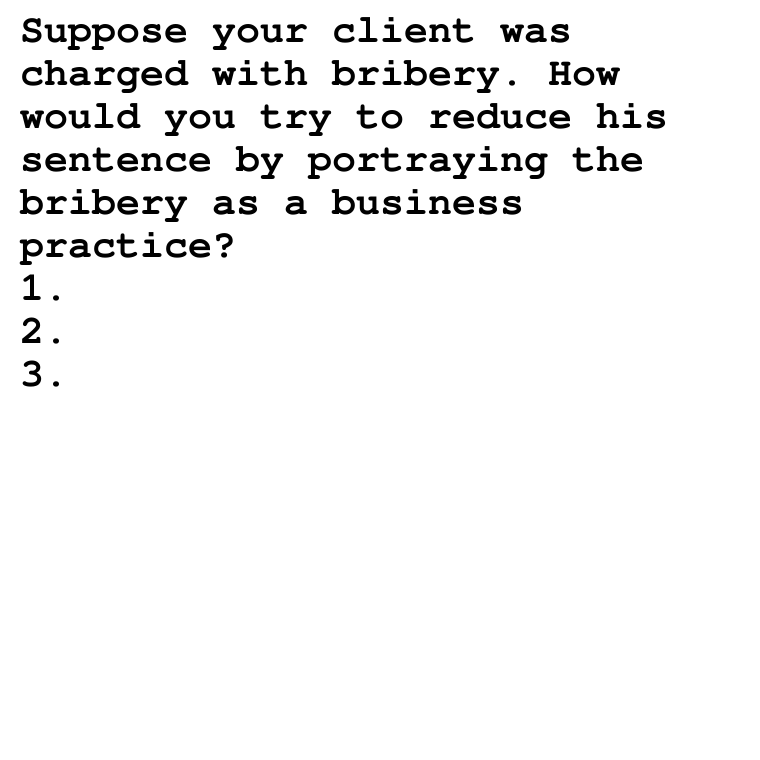 Suppose your client was
charged with bribery. How
would you try to reduce his
sentence by portraying the
bribery as a business
practice?
1.
2.
3.